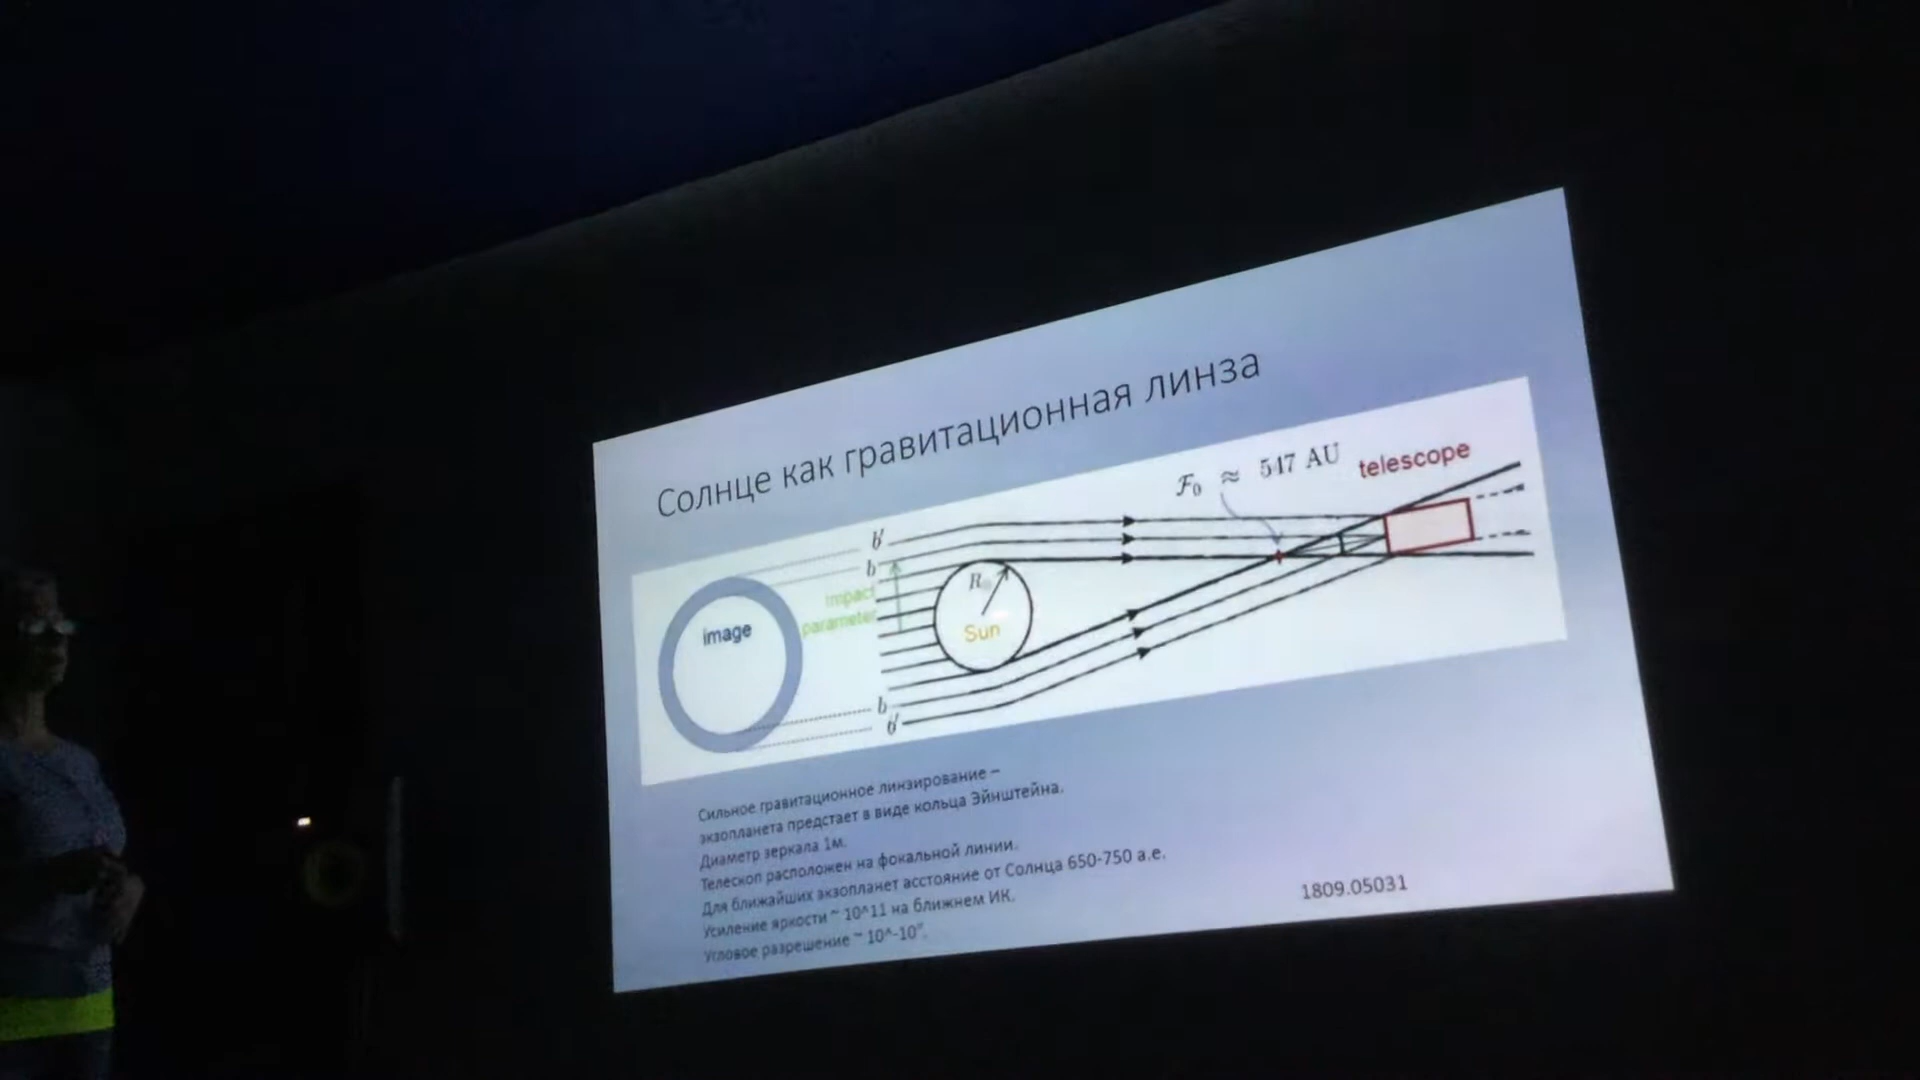 Солнце как гравитационная линза
F₀ ≈ 547 AU
telescope
b'
b
impact
parameter
R☉
Sun
image
b
b'
Сильное гравитационное линзирование –
экзопланета предстает в виде кольца Эйнштейна.
Диаметр зеркала 1м.
Телескоп расположен на фокальной линии.
Для ближайших экзопланет асстояние от Солнца 650-750 а.е.
Усиление яркости ~ 10^11 на ближнем ИК.
Угловое разрешение ~ 10^-10".
1809.05031